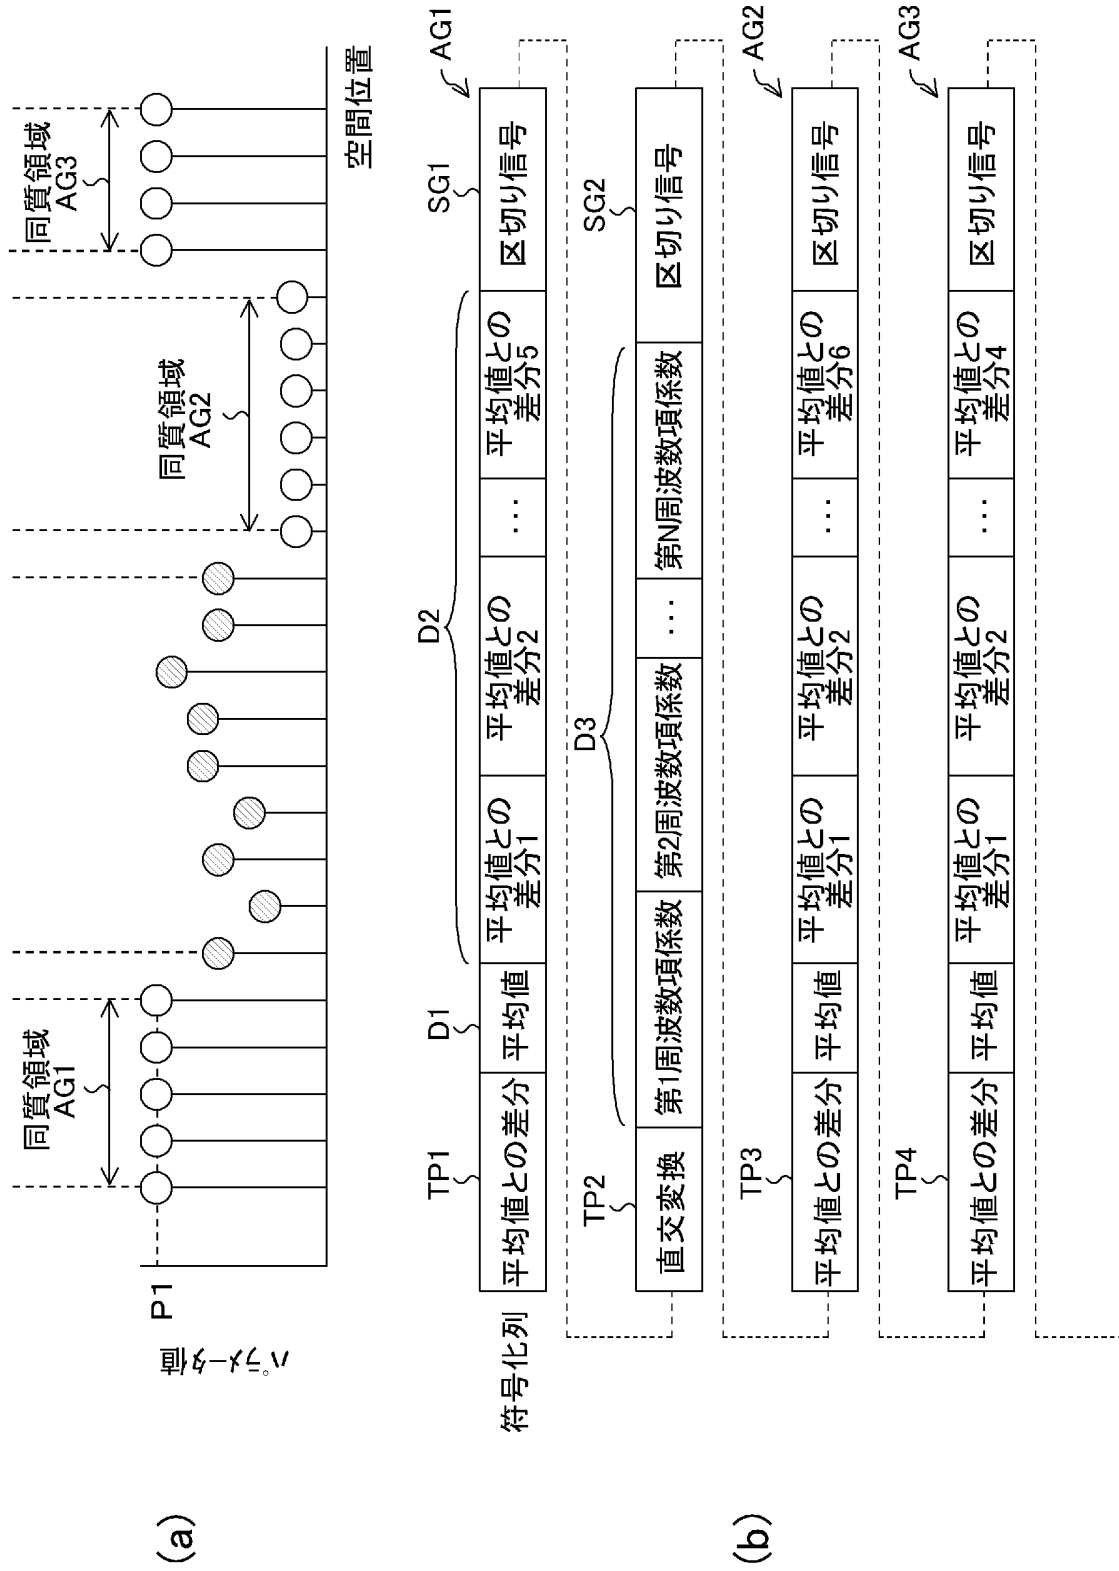 (a)
パラメータ値
P1
同質領域
AG1
同質領域
AG2
同質領域
AG3
空間位置
(b)
符号化列
TP1
D1
D2
SG1
AG1
平均値との差分
平均値
平均値との
差分1
平均値との
差分2
...
平均値との
差分5
区切り信号
TP2
D3
SG2
直交変換
第1周波数項係数
第2周波数項係数
...
第N周波数項係数
区切り信号
TP3
AG2
平均値との差分
平均値
平均値との
差分1
平均値との
差分2
...
平均値との
差分6
区切り信号
TP4
AG3
平均値との差分
平均値
平均値との
差分1
平均値との
差分2
...
平均値との
差分4
区切り信号